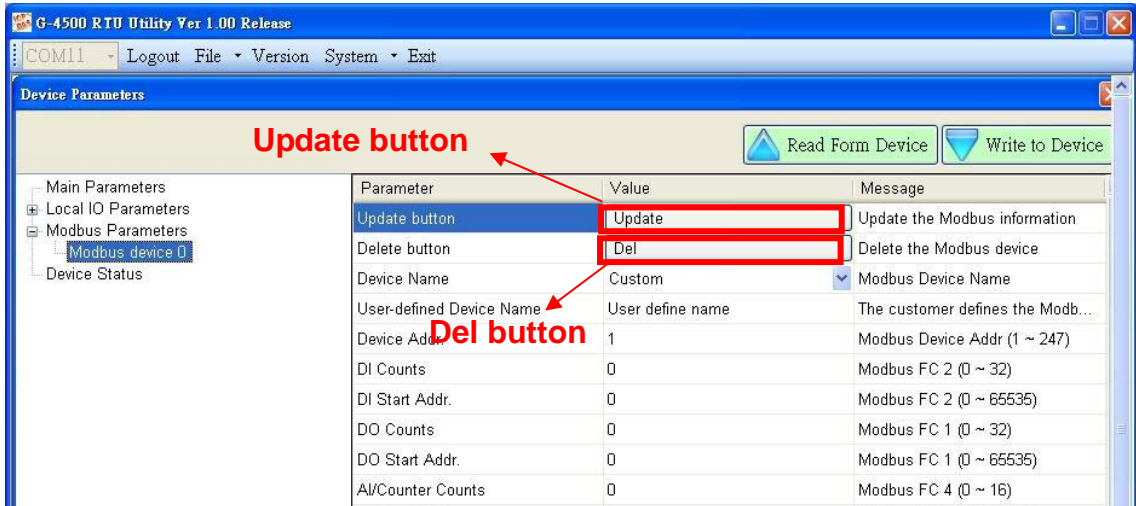 G-4500 RTU Utility Ver 1.00 Release
COM11 Logout File Version System Exit
Device Parameters
Update button
Read Form Device Write to Device
Main Parameters
Local IO Parameters
Modbus Parameters
Modbus device 0
Device Status
Parameter Value Message
Update button Update Update the Modbus information
Delete button Del Delete the Modbus device
Device Name Custom Modbus Device Name
User-defined Device Name User define name The customer defines the Modb...
Del button
Device Addr. 1 Modbus Device Addr (1 ~ 247)
DI Counts 0 Modbus FC 2 (0 ~ 32)
DI Start Addr. 0 Modbus FC 2 (0 ~ 65535)
DO Counts 0 Modbus FC 1 (0 ~ 32)
DO Start Addr. 0 Modbus FC 1 (0 ~ 65535)
AI/Counter Counts 0 Modbus FC 4 (0 ~ 16)